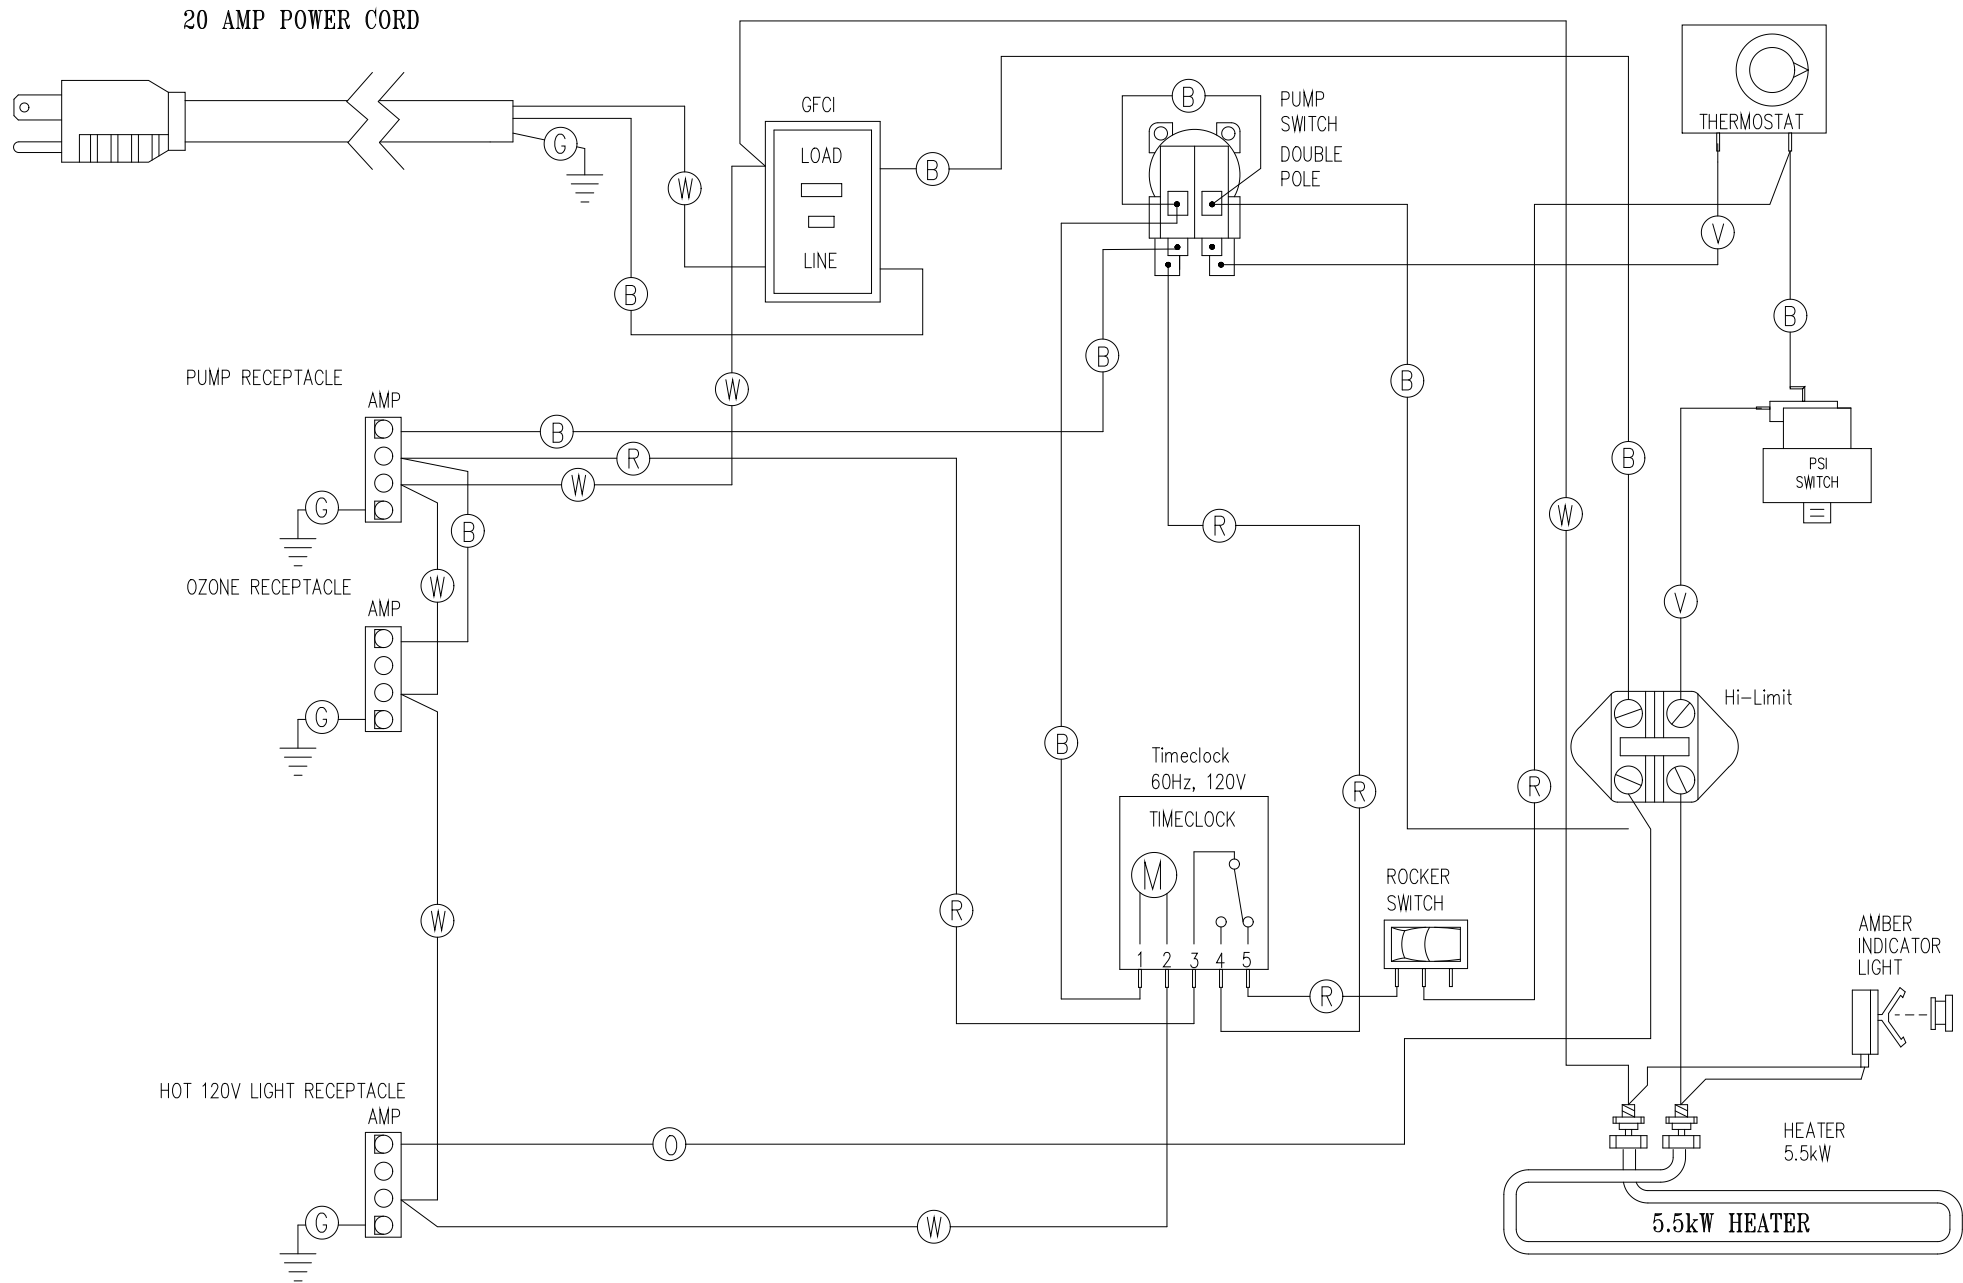 20 AMP POWER CORD
G
W
B
GFCI
LOAD
LINE
B
W
B
PUMP
SWITCH
DOUBLE
POLE
THERMOSTAT
V
B
B
B
B
W
PSI
SWITCH
PUMP RECEPTACLE
AMP
B
R
W
G
B
W
R
OZONE RECEPTACLE
AMP
G
V
Hi-Limit
B
Timeclock
60Hz, 120V
TIMECLOCK
M
1 2 3 4 5
R
R
R
W
R
ROCKER
SWITCH
AMBER
INDICATOR
LIGHT
HOT 120V LIGHT RECEPTACLE
AMP
O
G
W
HEATER
5.5kW
5.5kW HEATER